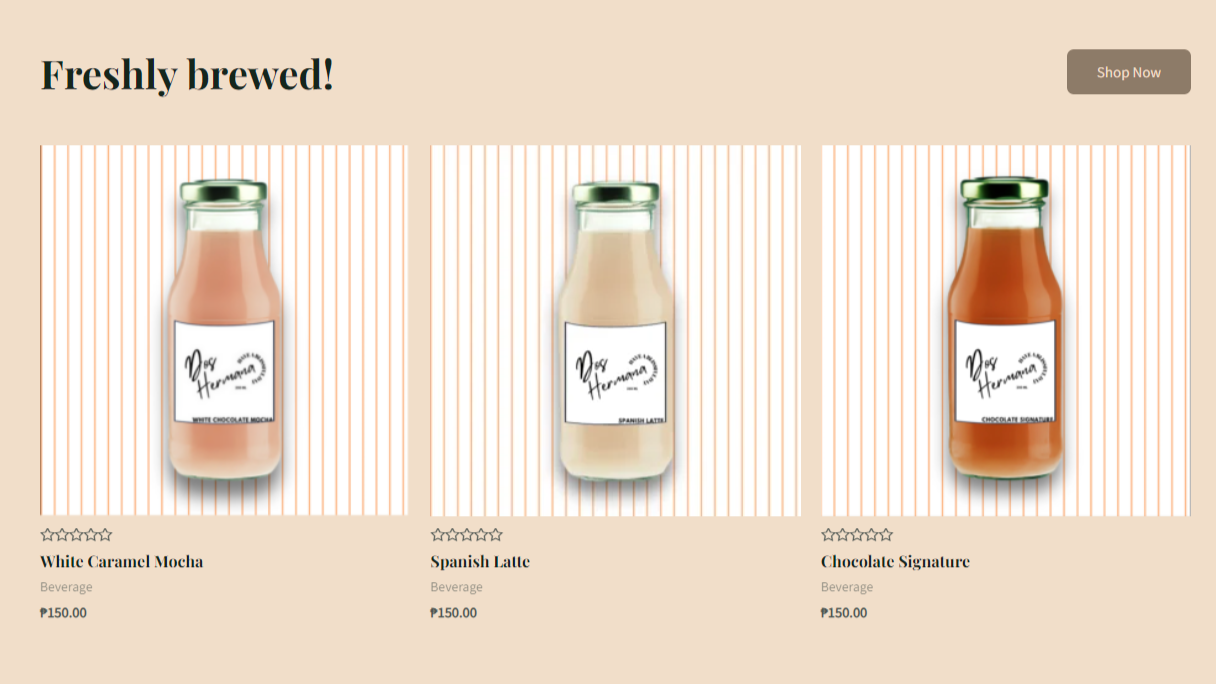 Freshly brewed!
Shop Now
Dos
Hermana
WHITE CHOCOLATE MOCHA
Dos
Hermana
SPANISH LATTE
Dos
Hermana
CHOCOLATE SIGNATURE
White Caramel Mocha
Beverage
₱150.00
Spanish Latte
Beverage
₱150.00
Chocolate Signature
Beverage
₱150.00